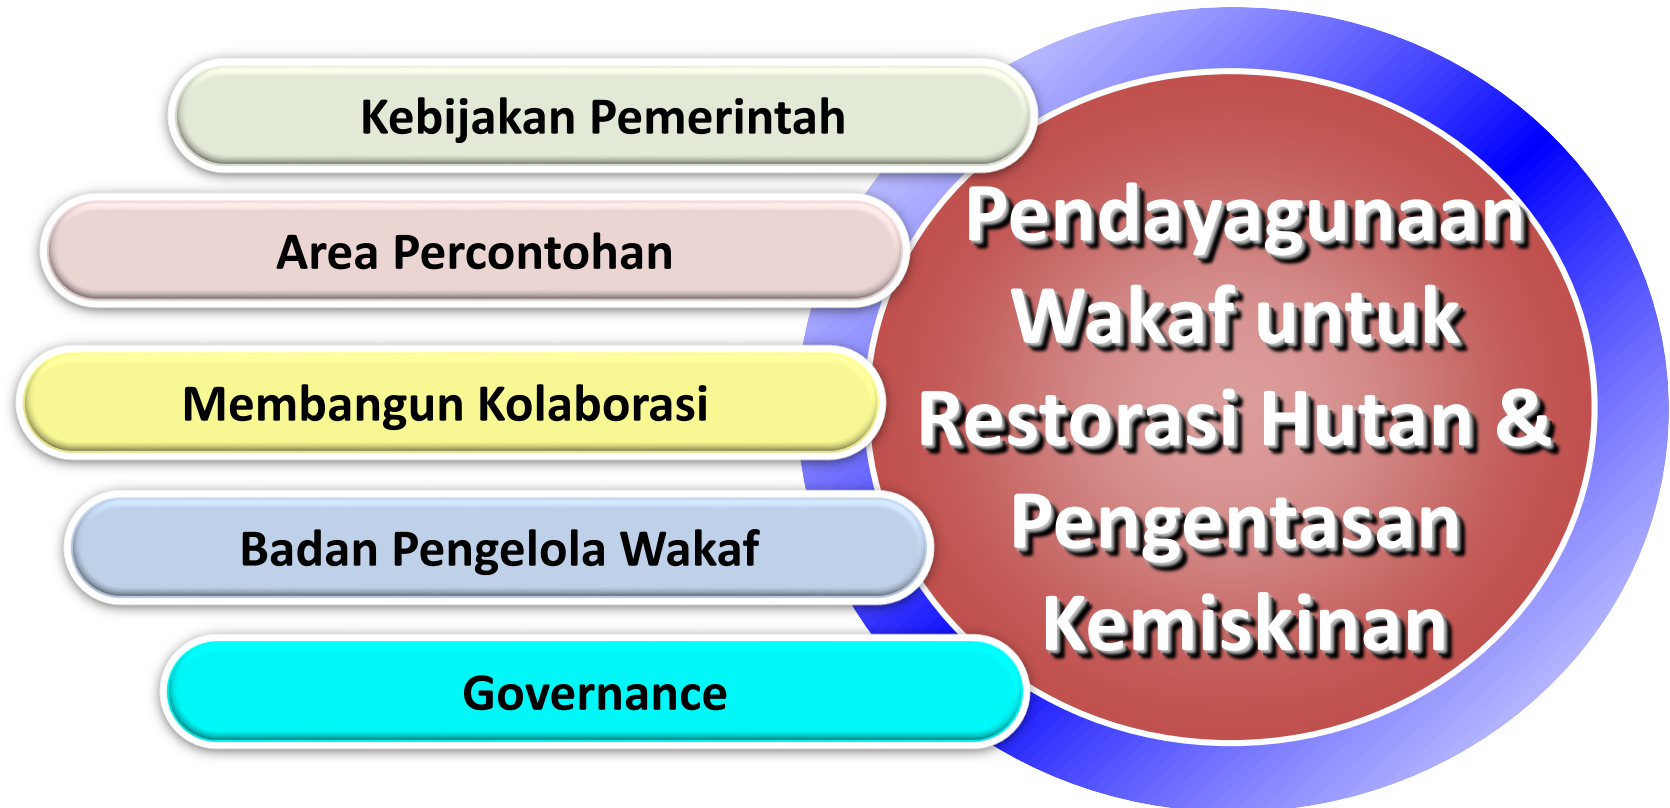 Kebijakan Pemerintah
Area Percontohan
Membangun Kolaborasi
Badan Pengelola Wakaf
Governance
Pendayagunaan
Wakaf untuk
Restorasi Hutan &
Pengentasan
Kemiskinan